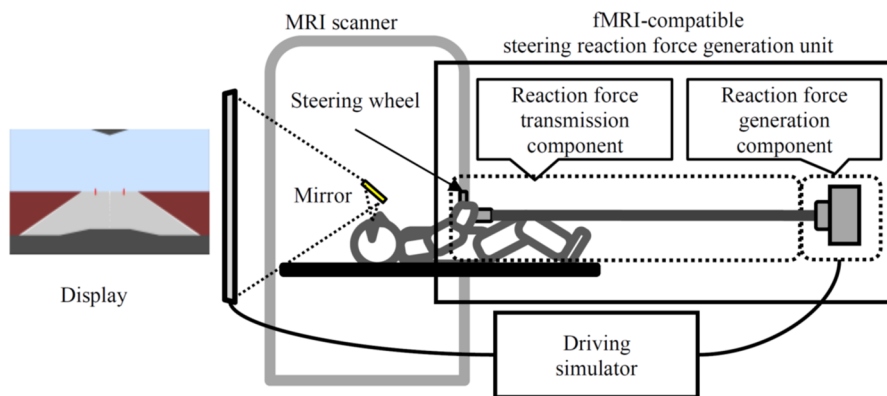 MRI scanner
fMRI-compatible
steering reaction force generation unit
Steering wheel
Reaction force
transmission
component
Reaction force
generation
component
Mirror
Display
Driving
simulator